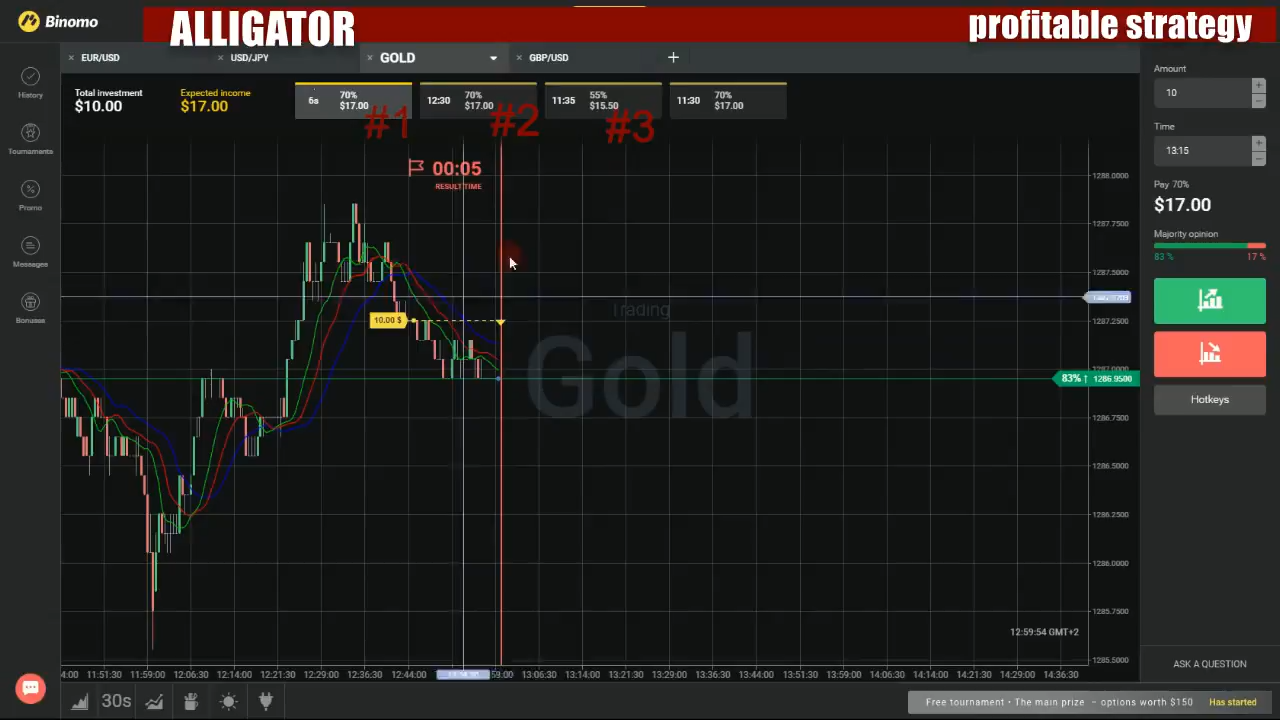 ALLIGATOR
profitable strategy
Binomo
EUR/USD
USD/JPY
GOLD
GBP/USD
+
History
Tournaments
Promo
Messages
Bonuses
Total investment
$10.00
Expected income
$17.00
6s 70% $17.00
12:30 70% $17.00
11:35 55% $15.50
11:30 70% $17.00
#1 #2 #3
00:05
RESULT TIME
10.00 $
Trading
Gold
1288.0000
1287.7500
1287.5000
1287.2500
1287.0000
83% ↑ 1286.9500
1286.7500
1286.5000
1286.2500
1286.0000
1285.7500
1285.5000
12:59:54 GMT+2
4:00 11:51:30 11:59:00 12:06:30 12:14:00 12:21:30 12:29:00 12:36:30 12:44:00 13:06:30 13:14:00 13:21:30 13:29:00 13:36:30 13:44:00 13:51:30 13:59:00 14:06:30 14:14:00 14:21:30 14:29:00 14:36:30
30s
Amount
10
Time
13:15
Pay 70%
$17.00
Majority opinion
83 % 17 %
Hotkeys
ASK A QUESTION
Free tournament • The main prize – options worth $150 Has started